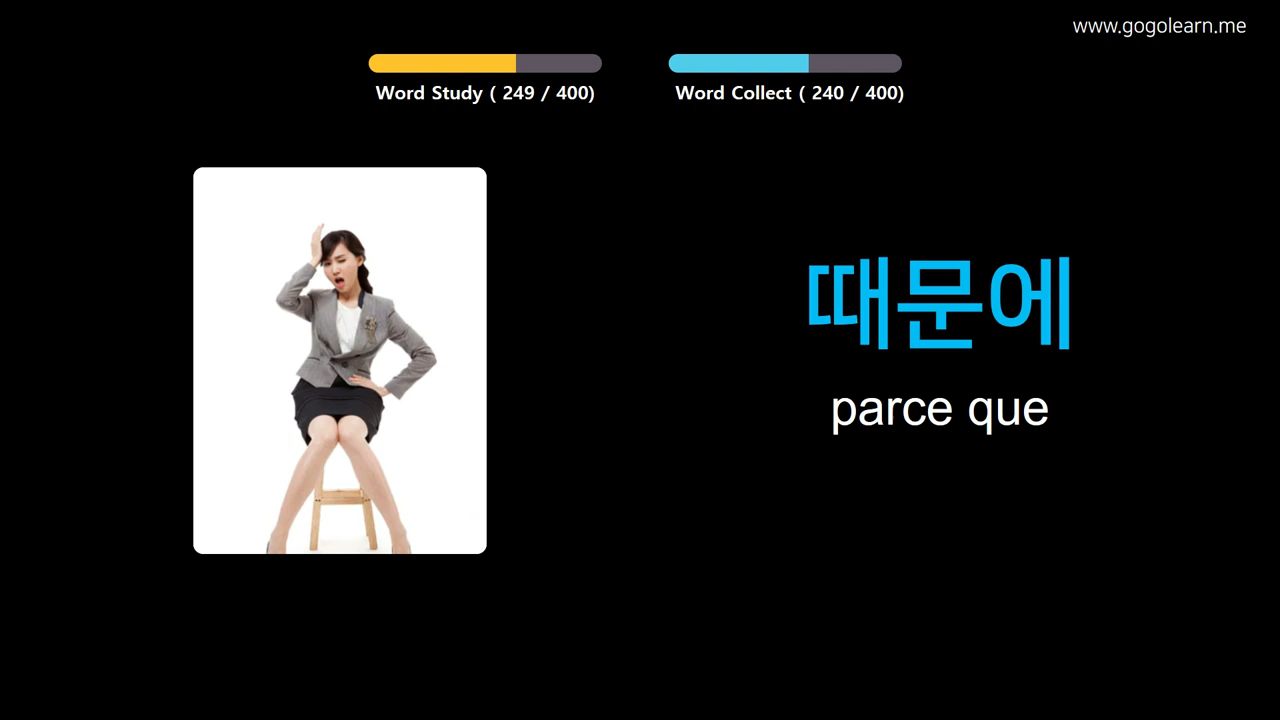 www.gogolearn.me
Word Study ( 249 / 400)
Word Collect ( 240 / 400)
때문에
parce que